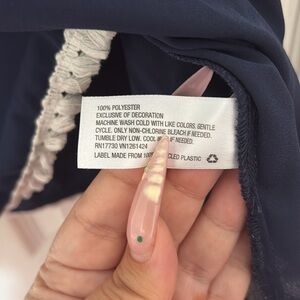 100% POLYESTER
EXCLUSIVE OF DECORATION
MACHINE WASH COLD WITH LIKE COLORS, GENTLE
CYCLE. ONLY NON-CHLORINE BLEACH IF NEEDED.
TUMBLE DRY LOW. COOL IF NEEDED.
RN17730 VN1261424
LABEL MADE FROM 100% PLASTIC